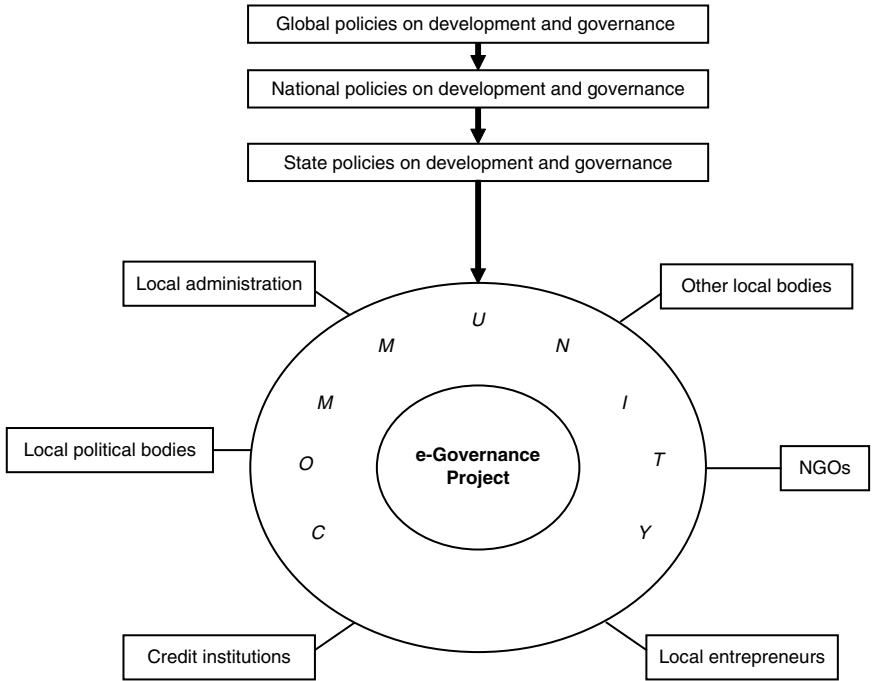 Global policies on development and governance
National policies on development and governance
State policies on development and governance
Local administration
Other local bodies
COMMUNITY
Local political bodies
e-Governance
Project
NGOs
Credit institutions
Local entrepreneurs